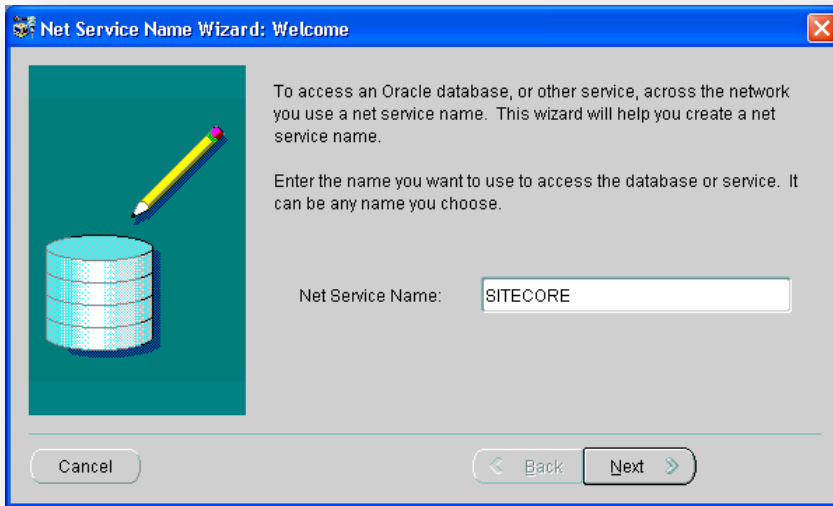 Net Service Name Wizard: Welcome
To access an Oracle database, or other service, across the network
you use a net service name. This wizard will help you create a net
service name.
Enter the name you want to use to access the database or service. It
can be any name you choose.
Net Service Name: SITECORE
Cancel Back Next